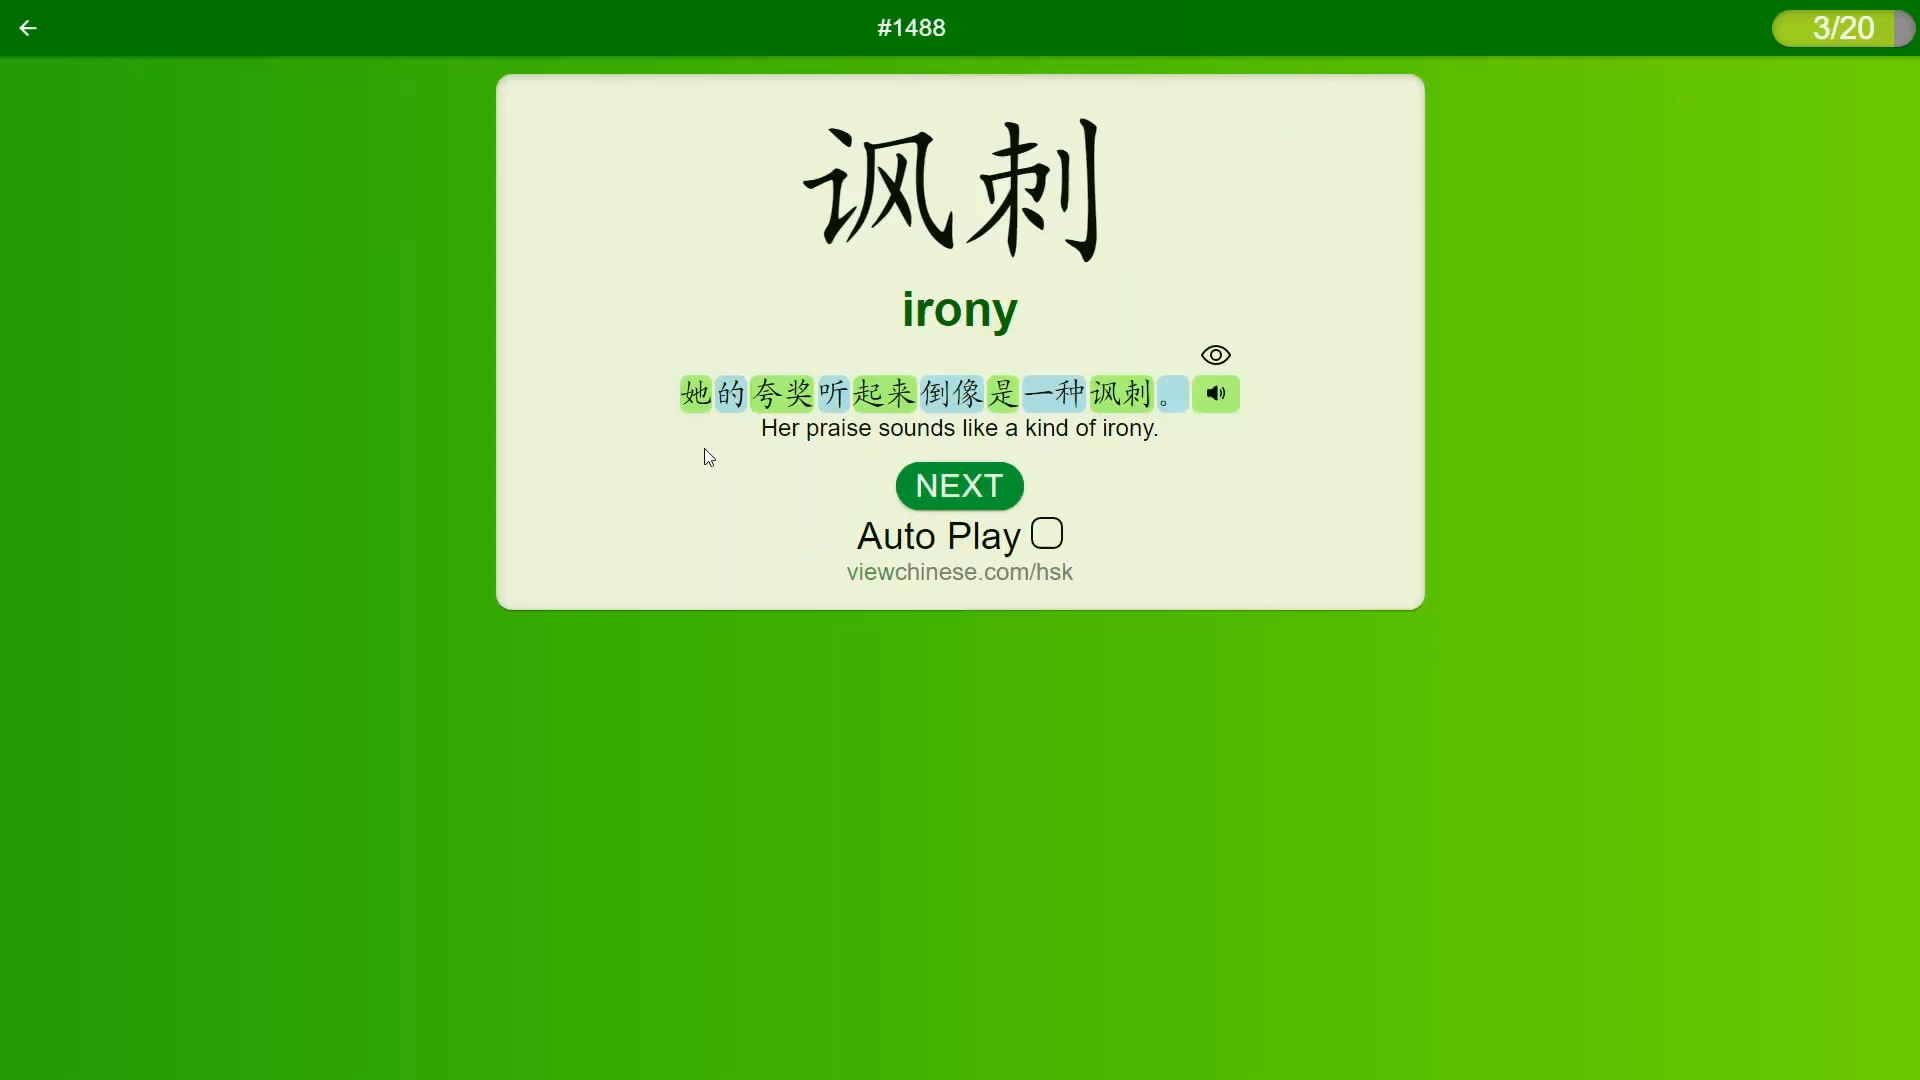 #1488
3/20
讽刺
irony
她的夸奖听起来倒像是一种讽刺。
Her praise sounds like a kind of irony.
NEXT
Auto Play
viewchinese.com/hsk